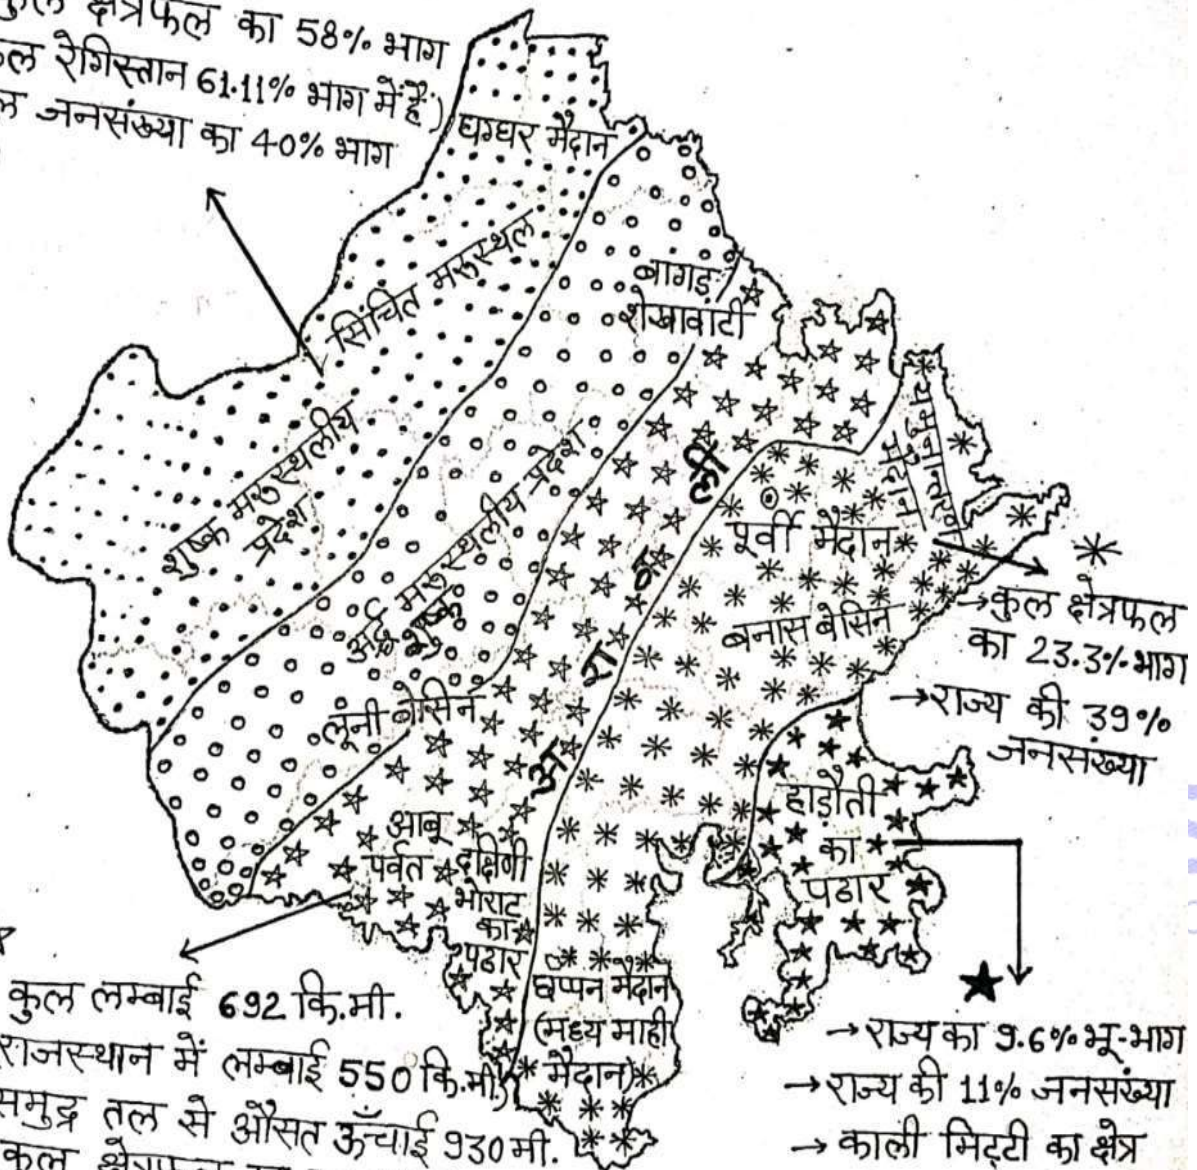 कुल क्षेत्रफल का 58% भाग
रेगिस्तान 61.11% भाग में है)
जनसंख्या का 40% भाग
घग्घर मैदान
सिंचित मरुस्थल
बागड़
शेखावाटी
शुष्क मरुस्थलीय
प्रदेश
अर्द्ध मरुस्थलीय प्रदेश
शुष्क
लूनी बेसिन
अ रा व
पूर्वी मैदान
बनास बेसिन
→कुल क्षेत्रफल
का 23.3% भाग
→राज्य की 39%
जनसंख्या
हाड़ौती
का
पठार
आबू
पर्वत
दक्षिणी
भोराट
का
पठार
छप्पन मैदान
(मध्य माही
मैदान)
कुल लम्बाई 692 कि.मी.
राजस्थान में लम्बाई 550 कि.मी.
समुद्र तल से औसत ऊँचाई 930 मी.
कुल क्षेत्रफल
→ राज्य का 9.6% भू-भाग
→ राज्य की 11% जनसंख्या
→ काली मिट्टी का क्षेत्र